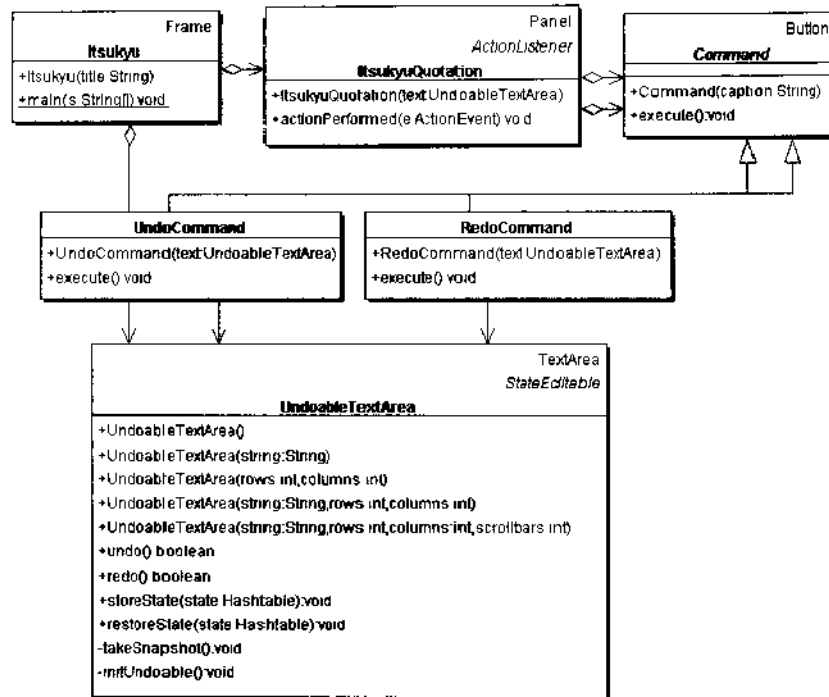 Frame
Itsukyu
+Itsukyu(title String)
+main(s String[]) void
Panel
ActionListener
ItsukyuQuotation
+ItsukyuQuotation(text:UndoableTextArea)
+actionPerformed(e ActionEvent) void
Button
Command
+Command(caption String)
+execute():void
UndoCommand
+UndoCommand(text:UndoableTextArea)
+execute() void
RedoCommand
+RedoCommand(text UndoableTextArea)
+execute() void
TextArea
StateEditable
UndoableTextArea
+UndoableTextArea()
+UndoableTextArea(string:String)
+UndoableTextArea(rows int,columns int)
+UndoableTextArea(string:String,rows int,columns int)
+UndoableTextArea(string:String,rows int,columns:int,scrollbars int)
+undo() boolean
+redo() boolean
+storeState(state Hashtable):void
+restoreState(state Hashtable):void
-takeSnapshot():void
-initUndoable():void